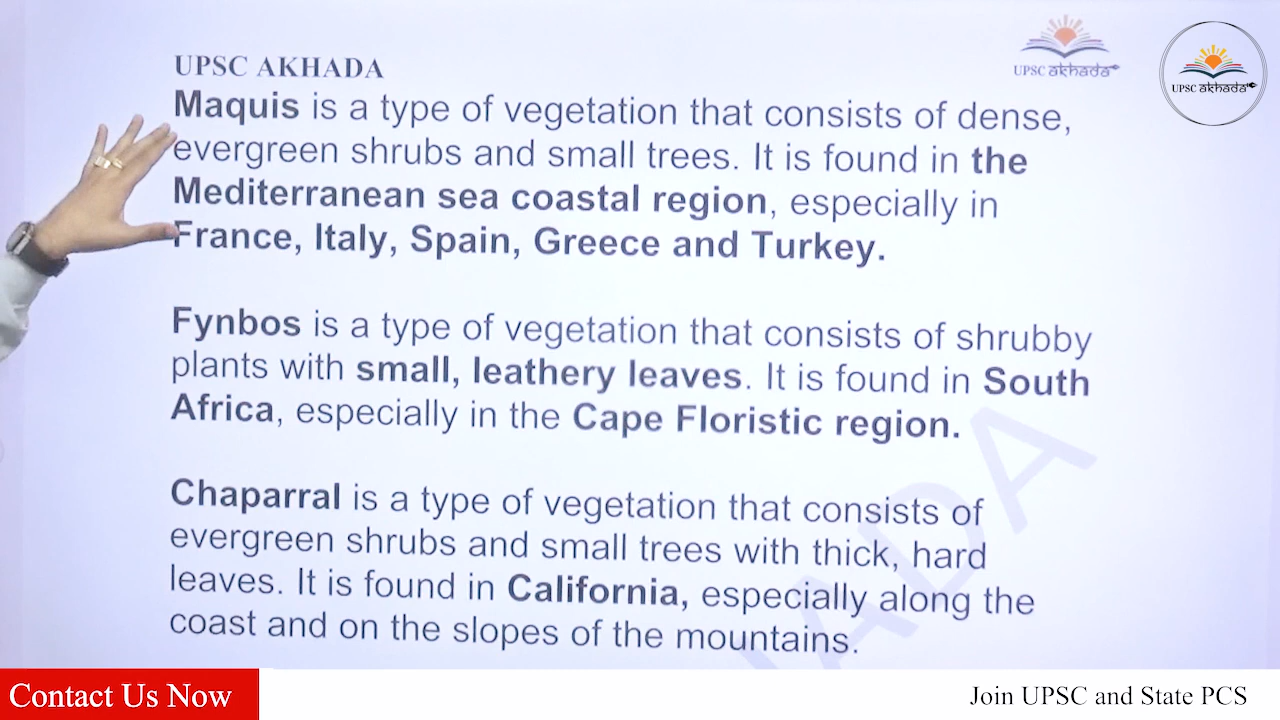 UPSC akhada
UPSC akhada
UPSC AKHADA
Maquis is a type of vegetation that consists of dense,
evergreen shrubs and small trees. It is found in the
Mediterranean sea coastal region, especially in
France, Italy, Spain, Greece and Turkey.
Fynbos is a type of vegetation that consists of shrubby
plants with small, leathery leaves. It is found in South
Africa, especially in the Cape Floristic region.
Chaparral is a type of vegetation that consists of
evergreen shrubs and small trees with thick, hard
leaves. It is found in California, especially along the
coast and on the slopes of the mountains.
ADA
Contact Us Now
Join UPSC and State PCS